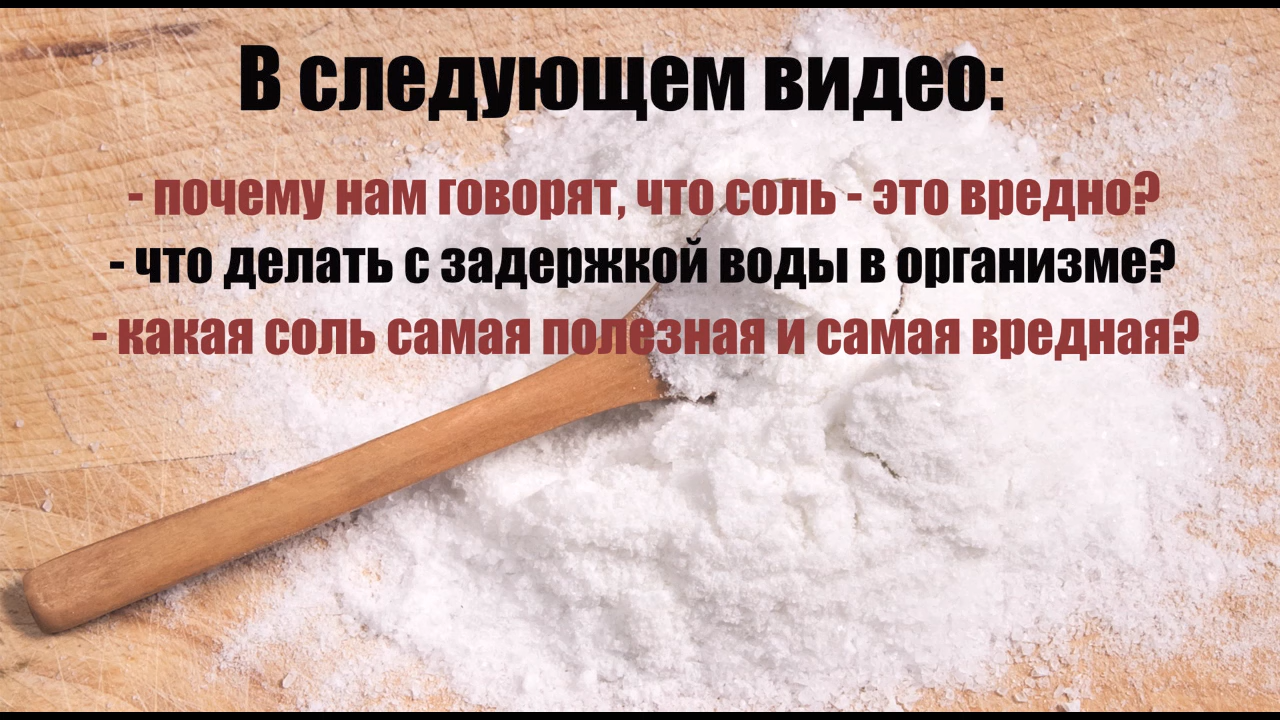 В следующем видео:
- почему нам говорят, что соль - это вредно?
- что делать с задержкой воды в организме?
- какая соль самая полезная и самая вредная?